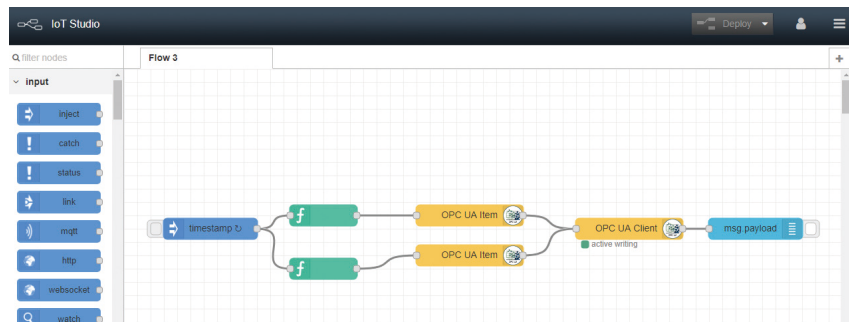 IoT Studio
Deploy
filter nodes
Flow 3
+
input
inject
catch
status
link
mqtt
http
websocket
watch
timestamp ↻
f
f
OPC UA Item
OPC UA Item
OPC UA Client
active writing
msg.payload